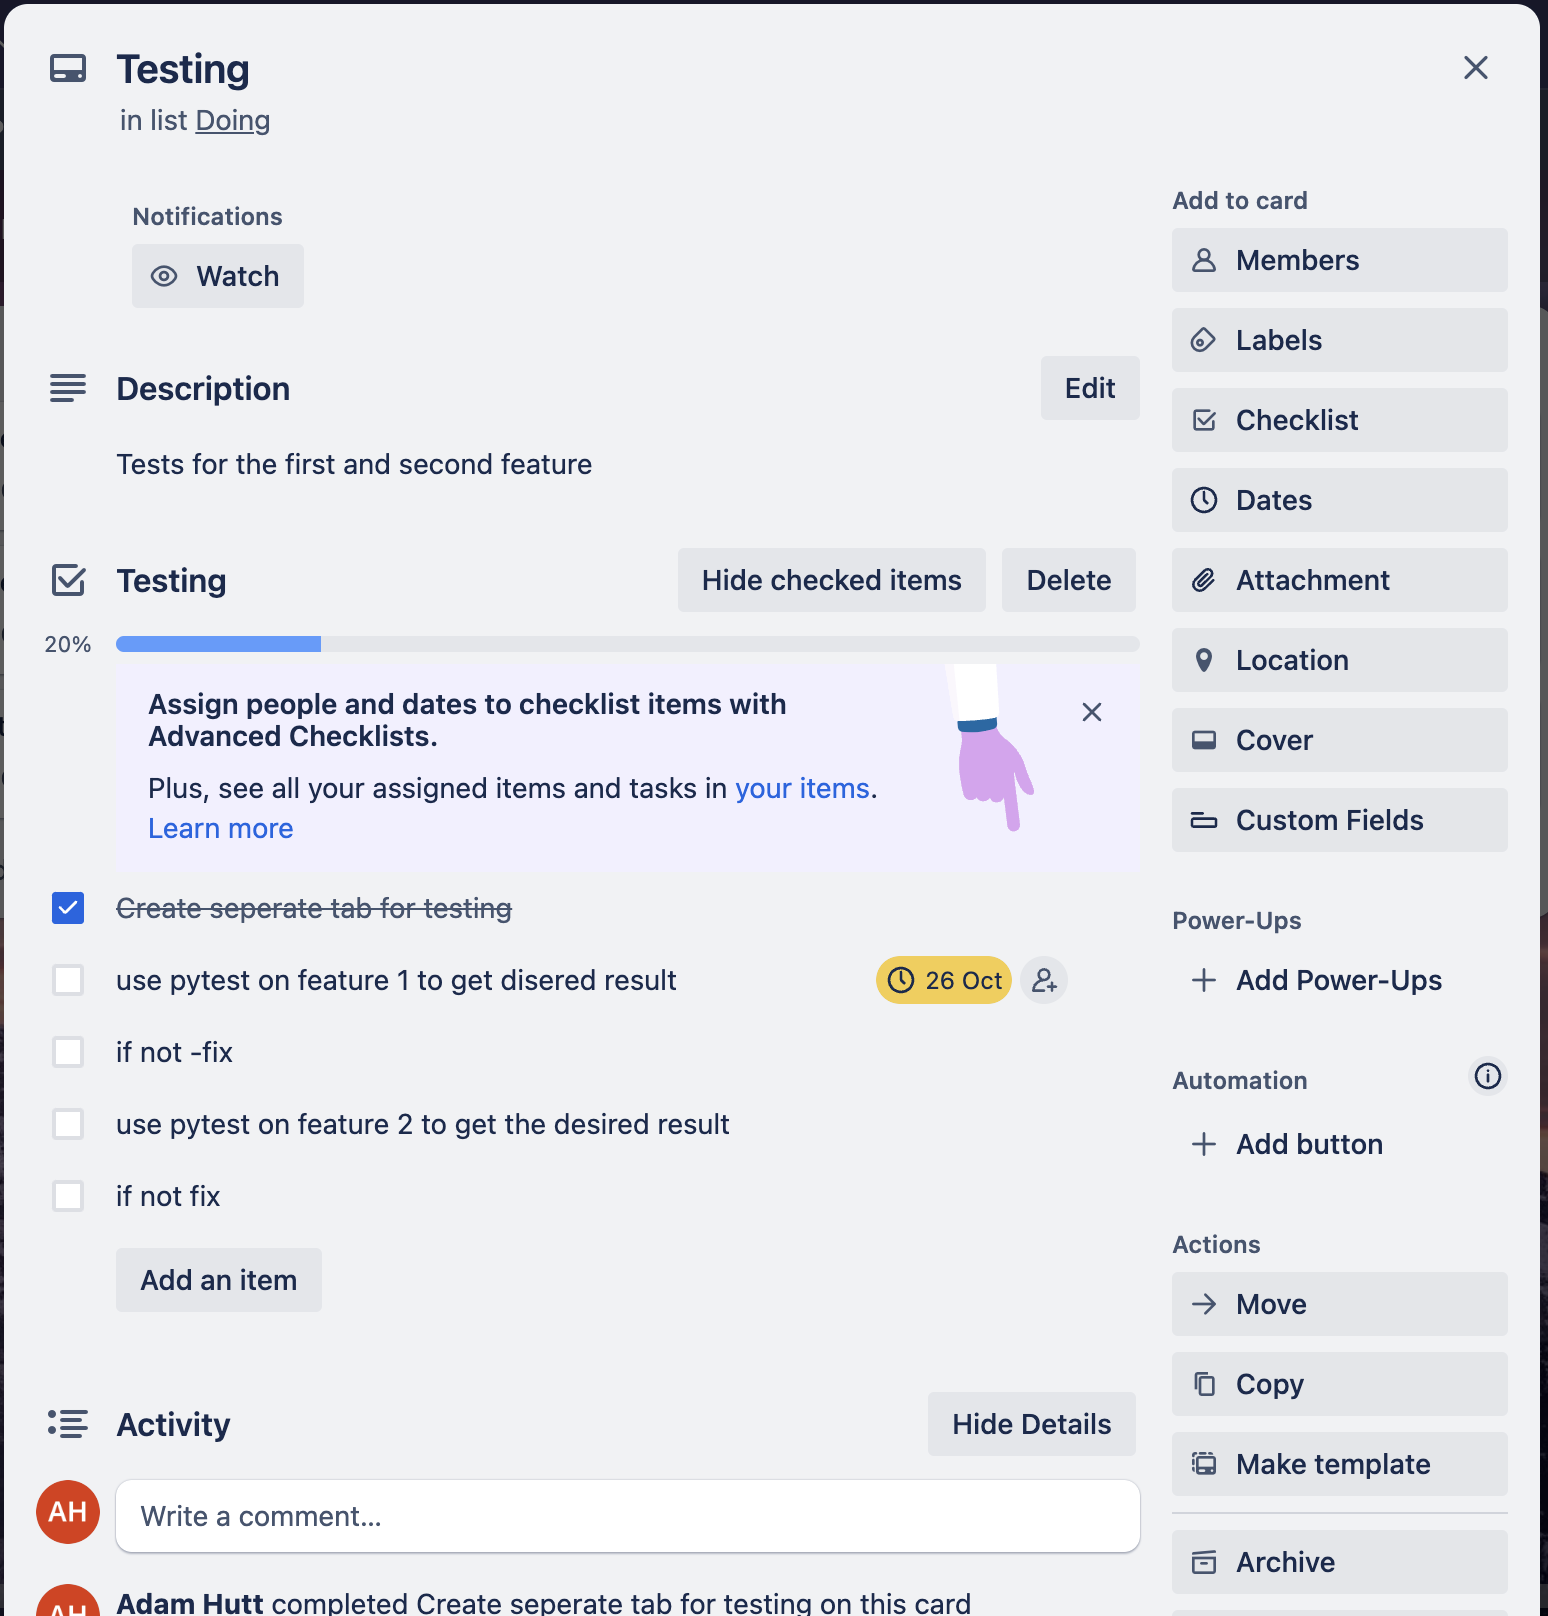 Testing
in list Doing
Notifications
Watch
Description
Edit
Tests for the first and second feature
Testing
Hide checked items
Delete
20%
Assign people and dates to checklist items with
Advanced Checklists.
Plus, see all your assigned items and tasks in your items.
Learn more
Create seperate tab for testing
use pytest on feature 1 to get disered result
26 Oct
if not -fix
use pytest on feature 2 to get the desired result
if not fix
Add an item
Activity
Hide Details
AH
Write a comment...
AH
Adam Hutt completed Create seperate tab for testing on this card
Add to card
Members
Labels
Checklist
Dates
Attachment
Location
Cover
Custom Fields
Power-Ups
Add Power-Ups
Automation
Add button
Actions
Move
Copy
Make template
Archive